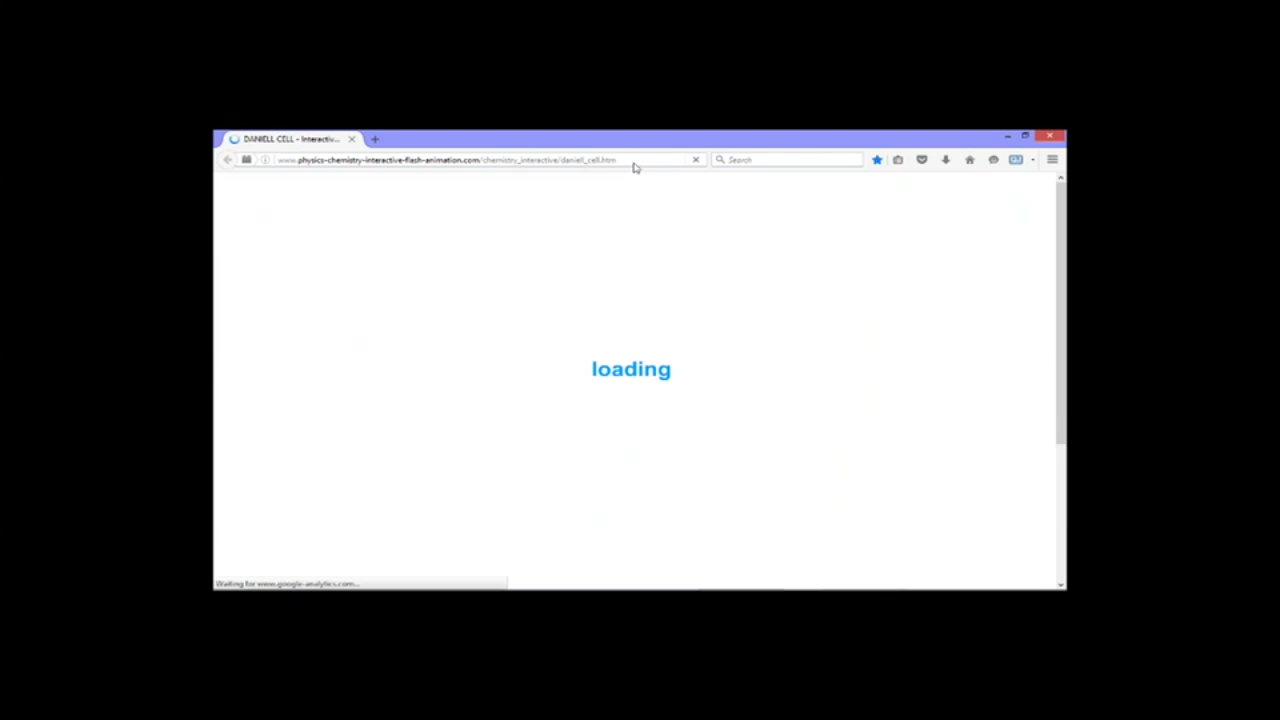 DANIELL CELL - Interactiv...
www.physics-chemistry-interactive-flash-animation.com/chemistry_interactive/daniell_cell.htm
Search
loading
Waiting for www.google-analytics.com...